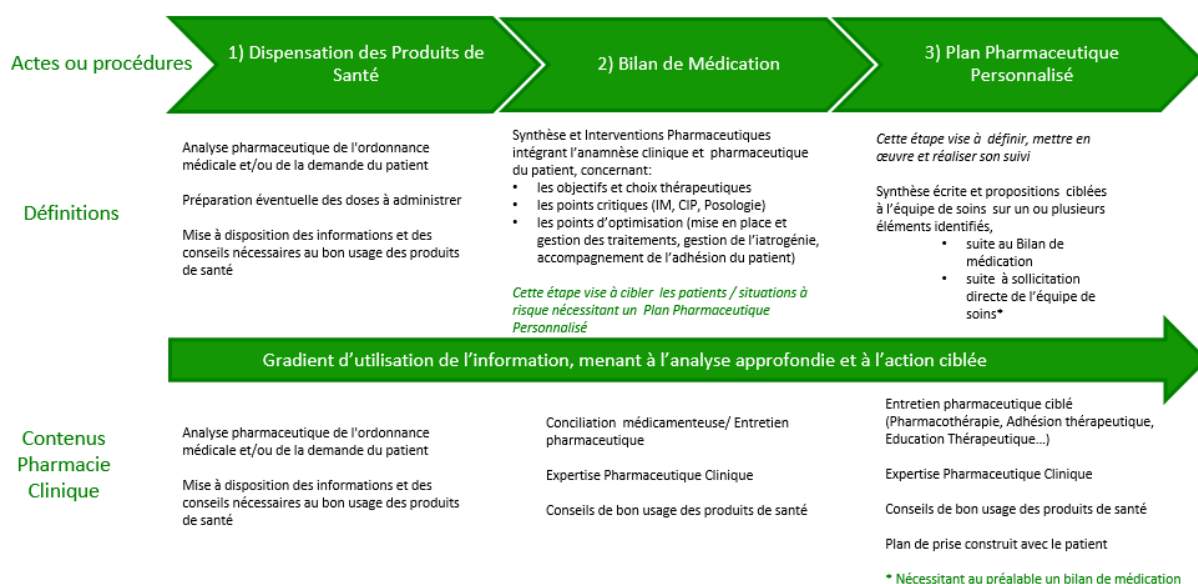 Actes ou procédures
1) Dispensation des Produits de
Santé
2) Bilan de Médication
3) Plan Pharmaceutique
Personnalisé
Définitions
Analyse pharmaceutique de l'ordonnance
médicale et/ou de la demande du patient
Préparation éventuelle des doses à administrer
Mise à disposition des informations et des
conseils nécessaires au bon usage des produits
de santé
Synthèse et Interventions Pharmaceutiques
intégrant l'anamnèse clinique et pharmaceutique
du patient, concernant:
• les objectifs et choix thérapeutiques
• les points critiques (IM, CIP, Posologie)
• les points d'optimisation (mise en place et
gestion des traitements, gestion de l'iatrogénie,
accompagnement de l'adhésion du patient)
Cette étape vise à cibler les patients / situations à
risque nécessitant un Plan Pharmaceutique
Personnalisé
Cette étape vise à définir, mettre en
œuvre et réaliser son suivi
Synthèse écrite et propositions ciblées
à l'équipe de soins sur un ou plusieurs
éléments identifiés,
• suite au Bilan de
médication
• suite à sollicitation
directe de l'équipe de
soins*
Gradient d'utilisation de l'information, menant à l'analyse approfondie et à l'action ciblée
Contenus
Pharmacie
Clinique
Analyse pharmaceutique de l'ordonnance
médicale et/ou de la demande du patient
Mise à disposition des informations et des
conseils nécessaires au bon usage des produits
de santé
Conciliation médicamenteuse/ Entretien
pharmaceutique
Expertise Pharmaceutique Clinique
Conseils de bon usage des produits de santé
Entretien pharmaceutique ciblé
(Pharmacothérapie, Adhésion thérapeutique,
Education Thérapeutique...)
Expertise Pharmaceutique Clinique
Conseils de bon usage des produits de santé
Plan de prise construit avec le patient
* Nécessitant au préalable un bilan de médication